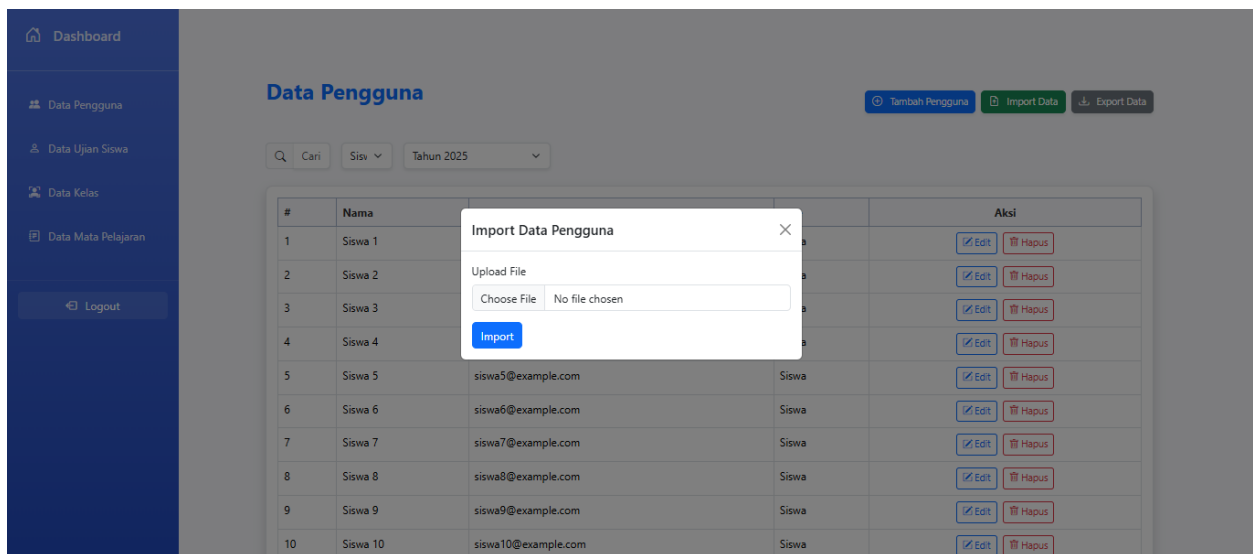 Dashboard
Data Pengguna
Data Ujian Siswa
Data Kelas
Data Mata Pelajaran
Logout
Data Pengguna
Tambah Pengguna Import Data Export Data
Cari Tahun 2025
# Nama Aksi
1 Siswa 1 Edit Hapus
2 Siswa 2 Edit Hapus
3 Siswa 3 Edit Hapus
4 Siswa 4 Edit Hapus
Import Data Pengguna
Upload File
Choose File No file chosen
Import
5 Siswa 5 siswa5@example.com Siswa Edit Hapus
6 Siswa 6 siswa6@example.com Siswa Edit Hapus
7 Siswa 7 siswa7@example.com Siswa Edit Hapus
8 Siswa 8 siswa8@example.com Siswa Edit Hapus
9 Siswa 9 siswa9@example.com Siswa Edit Hapus
10 Siswa 10 siswa10@example.com Siswa Edit Hapus